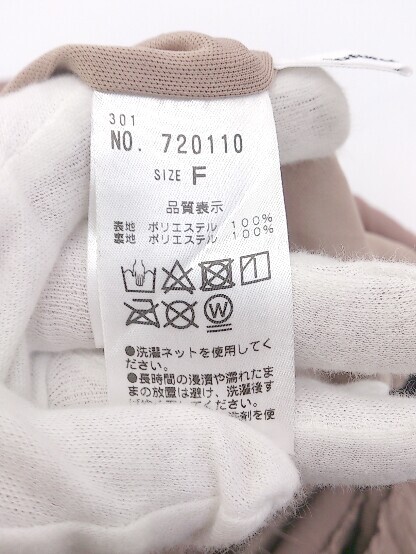 301
NO. 720110
SIZE F
品質表示
表地 ポリエステル 100%
裏地 ポリエステル 100%
W
●洗濯ネットを使用してく
ださい。
●長時間の浸漬や濡れたま
まの放置は避け、洗濯後す